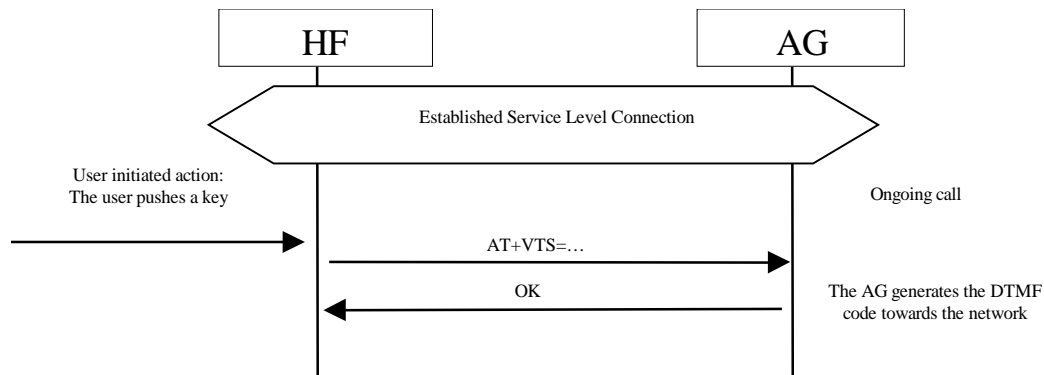 HF
AG
Established Service Level Connection
User initiated action:
The user pushes a key
Ongoing call
AT+VTS=…
OK
The AG generates the DTMF
code towards the network